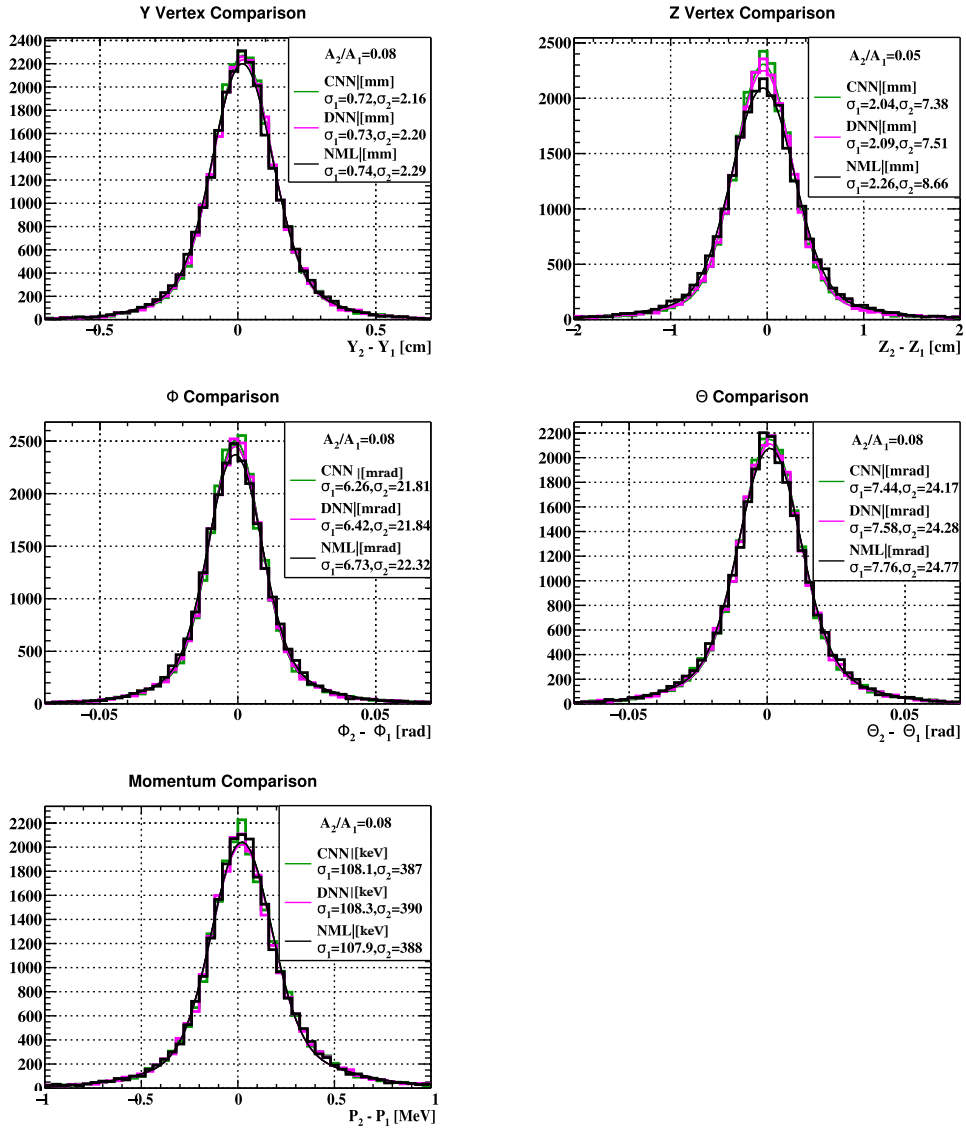 Y Vertex Comparison
2400
2200
2000
1800
1600
1400
1200
1000
800
600
400
200
0
−0.5
0
0.5
Y₂ - Y₁ [cm]
A₂/A₁=0.08
CNN|[mm]
σ₁=0.72,σ₂=2.16
DNN|[mm]
σ₁=0.73,σ₂=2.20
NML|[mm]
σ₁=0.74,σ₂=2.29
Z Vertex Comparison
2500
2000
1500
1000
500
0
−2
−1
0
1
2
Z₂ - Z₁ [cm]
A₂/A₁=0.05
CNN|[mm]
σ₁=2.04,σ₂=7.38
DNN|[mm]
σ₁=2.09,σ₂=7.51
NML|[mm]
σ₁=2.26,σ₂=8.66
Φ Comparison
2500
2000
1500
1000
500
0
−0.05
0
0.05
Φ₂ - Φ₁ [rad]
A₂/A₁=0.08
CNN |[mrad]
σ₁=6.26,σ₂=21.81
DNN|[mrad]
σ₁=6.42,σ₂=21.84
NML|[mrad]
σ₁=6.73,σ₂=22.32
Θ Comparison
2200
2000
1800
1600
1400
1200
1000
800
600
400
200
0
−0.05
0
0.05
Θ₂ - Θ₁ [rad]
A₂/A₁=0.08
CNN|[mrad]
σ₁=7.44,σ₂=24.17
DNN|[mrad]
σ₁=7.58,σ₂=24.28
NML|[mrad]
σ₁=7.76,σ₂=24.77
Momentum Comparison
2200
2000
1800
1600
1400
1200
1000
800
600
400
200
0
−1
−0.5
0
0.5
1
P₂ - P₁ [MeV]
A₂/A₁=0.08
CNN|[keV]
σ₁=108.1,σ₂=387
DNN|[keV]
σ₁=108.3,σ₂=390
NML|[keV]
σ₁=107.9,σ₂=388